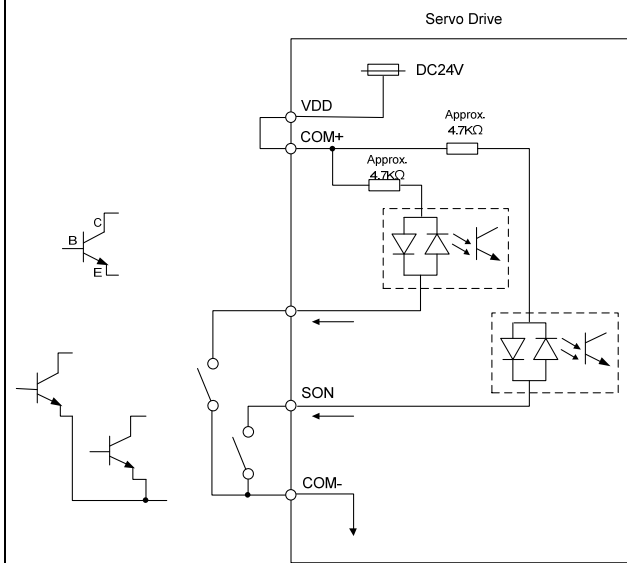 Servo Drive
DC24V
VDD
COM+
Approx.
4.7KΩ
Approx.
4.7KΩ
C
B
E
SON
COM-